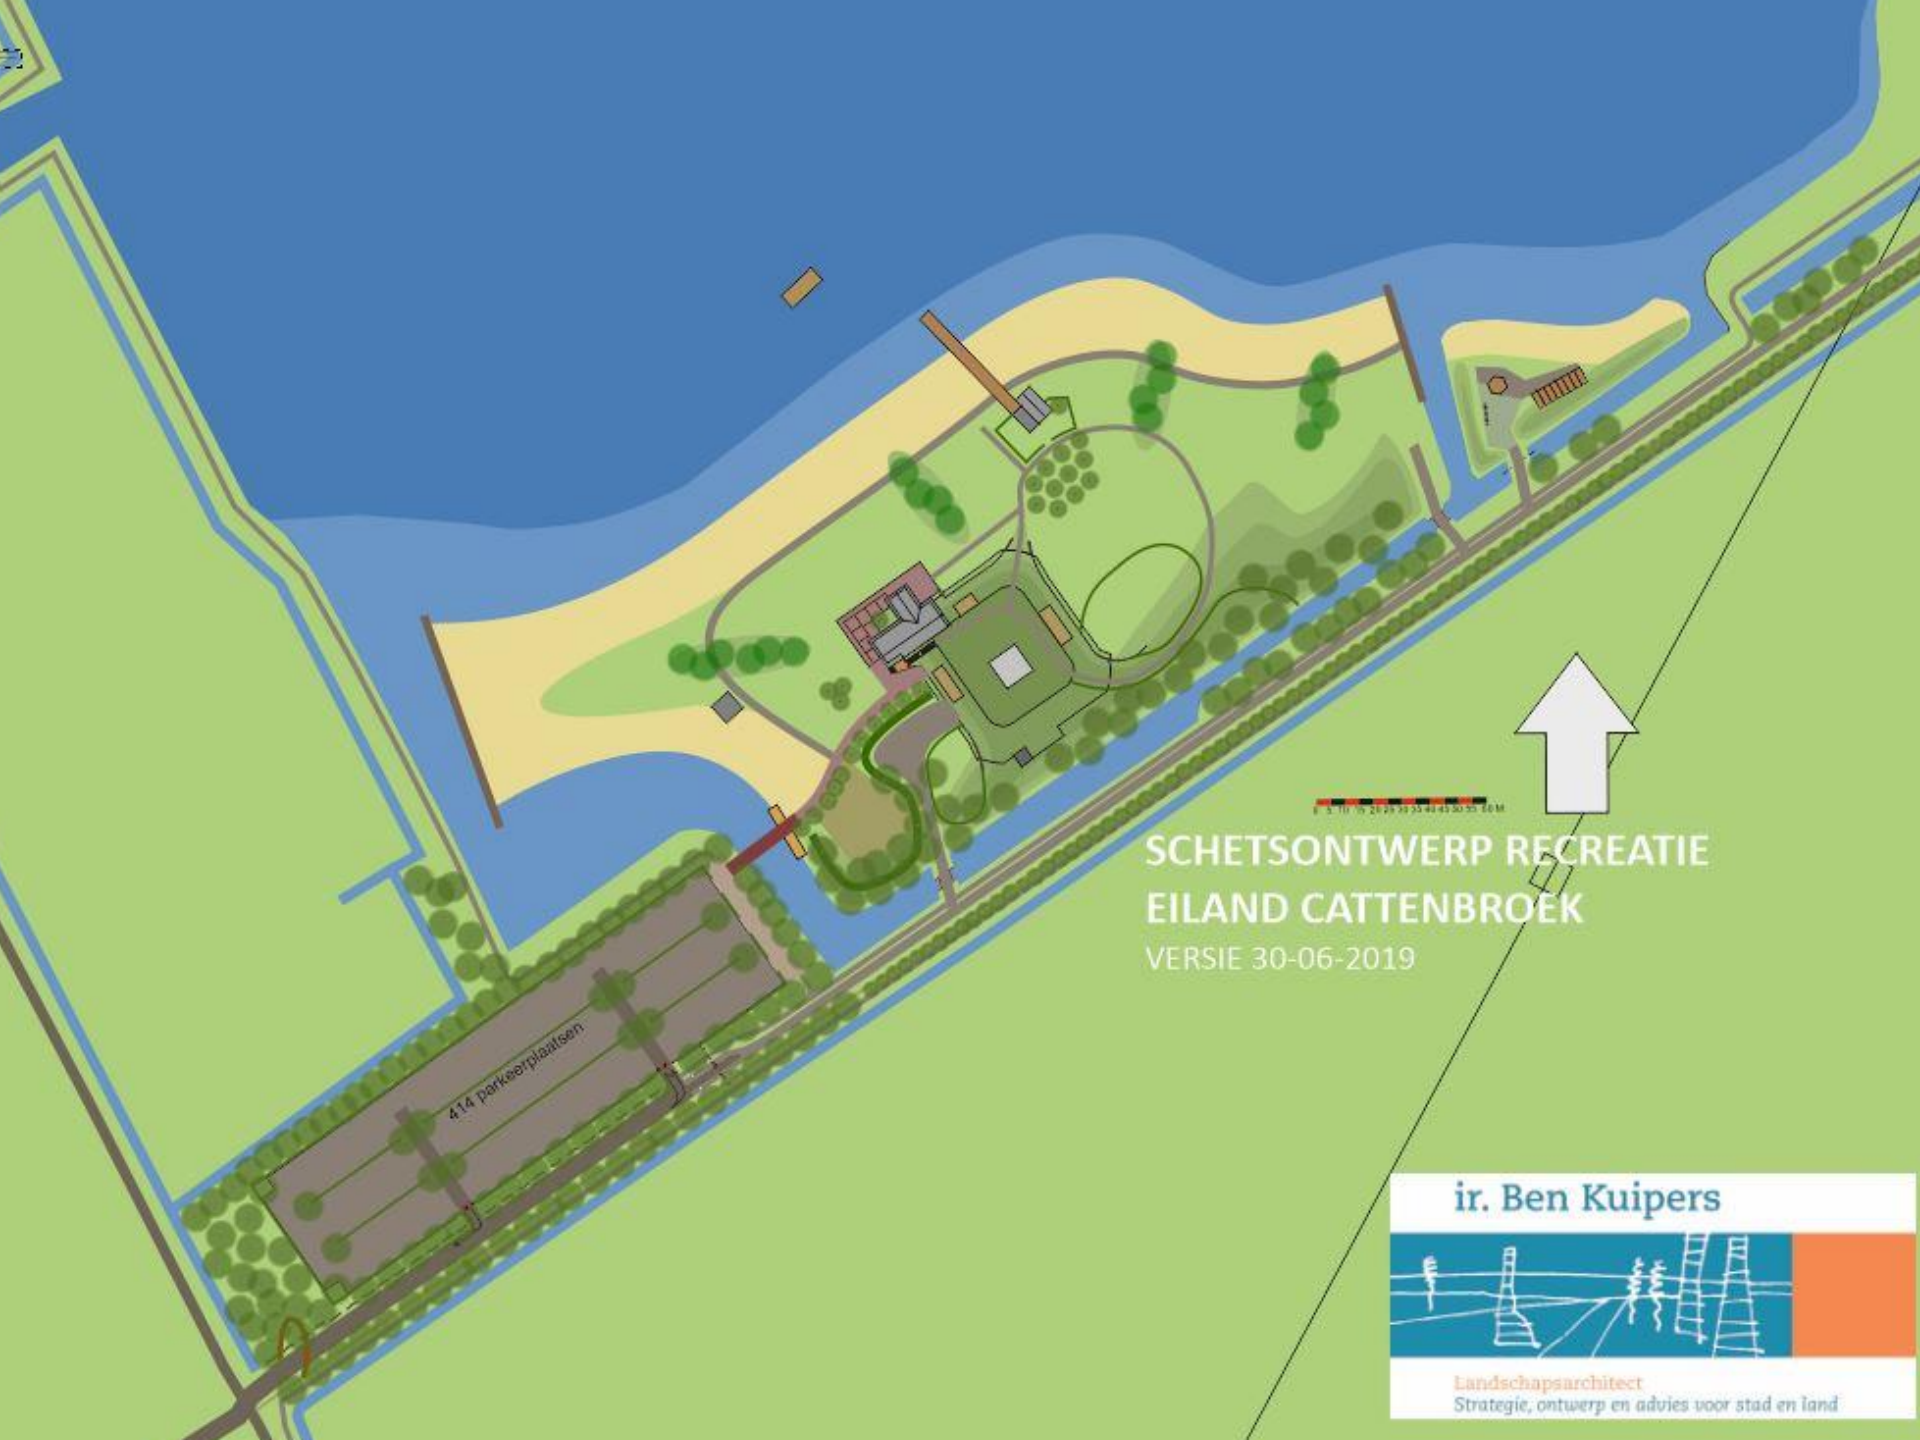 414 parkeerplaatsen
SCHETSONTWERP RECREATIE
EILAND CATTENBROEK
VERSIE 30-06-2019
ir. Ben Kuipers
Landschapsarchitect
Strategie, ontwerp en advies voor stad en land